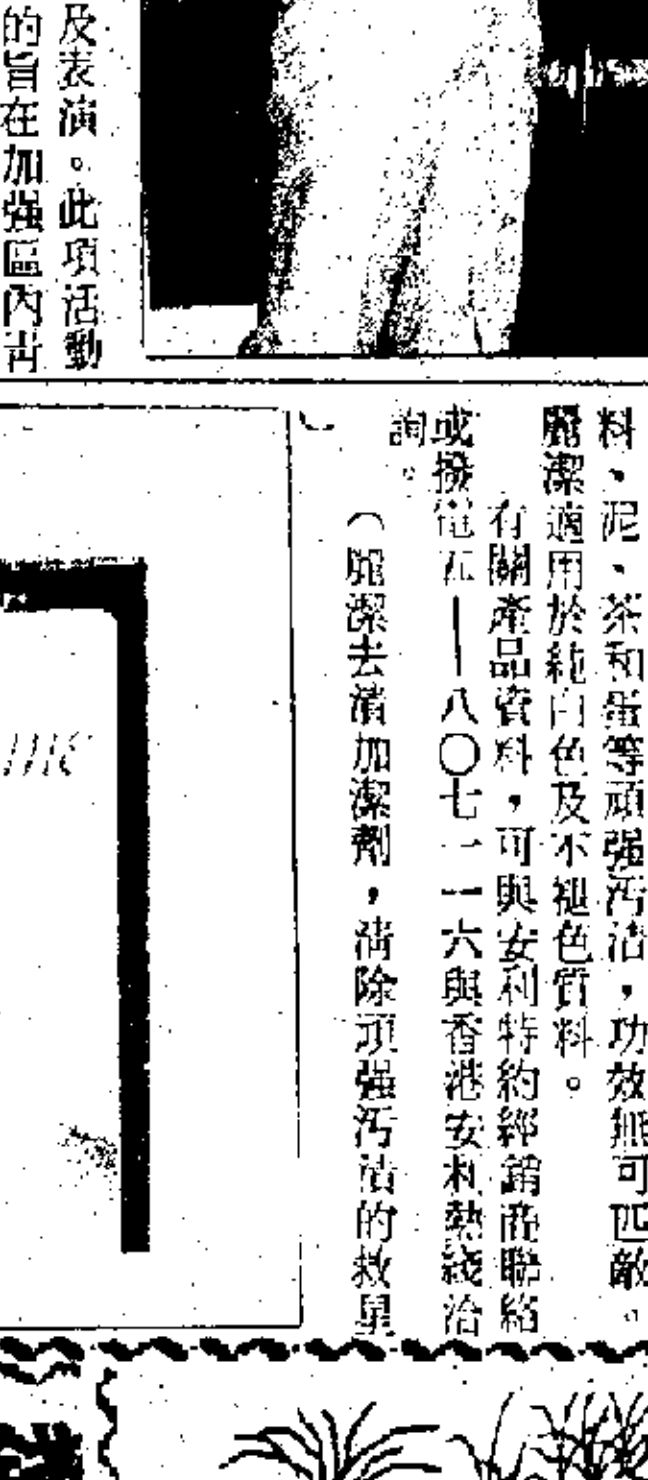 及表演。此項活動
的旨在加強區內青
料、泥、茶和蛋等頑强污漬，功效無可匹敵。
麗潔適用於純白色及不褪色質料。
有關產品資料，可與安利特約經銷商聯絡
或撥電五—八〇七一一六與香港安利熱綫洽
詢。
（麗潔去漬加潔劑，清除頑强污漬的救星
）